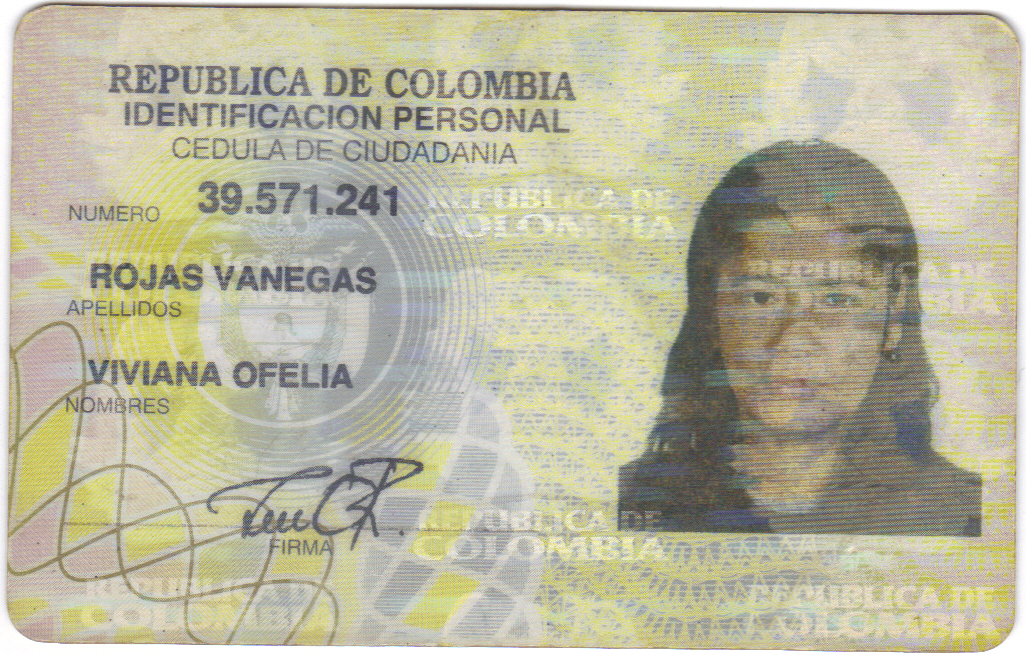 REPUBLICA DE COLOMBIA
IDENTIFICACION PERSONAL
CEDULA DE CIUDADANIA
NUMERO 39.571.241
REPUBLICA DE
COLOMBIA
ROJAS VANEGAS
APELLIDOS
REPUBLICA DE
COLOMBIA
VIVIANA OFELIA
NOMBRES
FIRMA
REPUBLICA DE
COLOMBIA
REPUBLICA DE
COLOMBIA
REPUBLICA DE
COLOMBIA